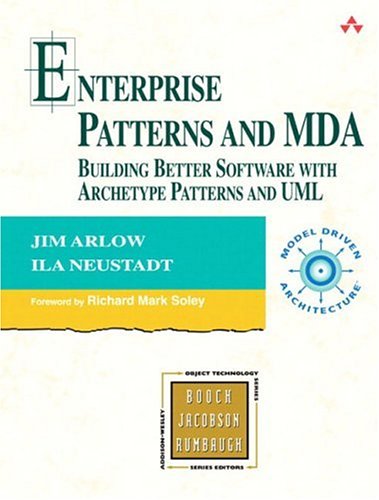 ENTERPRISE
PATTERNS AND MDA
BUILDING BETTER SOFTWARE WITH
ARCHETYPE PATTERNS AND UML
JIM ARLOW
ILA NEUSTADT
Foreword by Richard Mark Soley
MODEL DRIVEN
ARCHITECTURE™
ADDISON-WESLEY
OBJECT TECHNOLOGY
SERIES
BOOCH
JACOBSON
RUMBAUGH
SERIES EDITORS